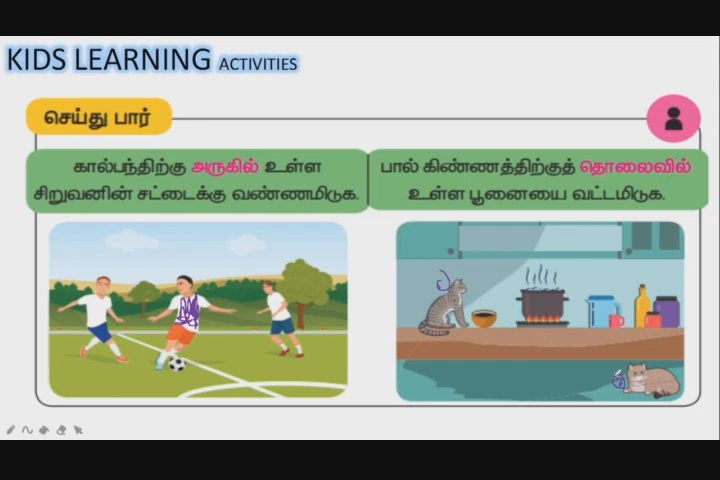 KIDS LEARNING ACTIVITIES
செய்து பார்
கால்பந்திற்கு அருகில் உள்ள
சிறுவனின் சட்டைக்கு வண்ணமிடுக.
பால் கிண்ணத்திற்குத் தொலைவில்
உள்ள பூனையை வட்டமிடுக.